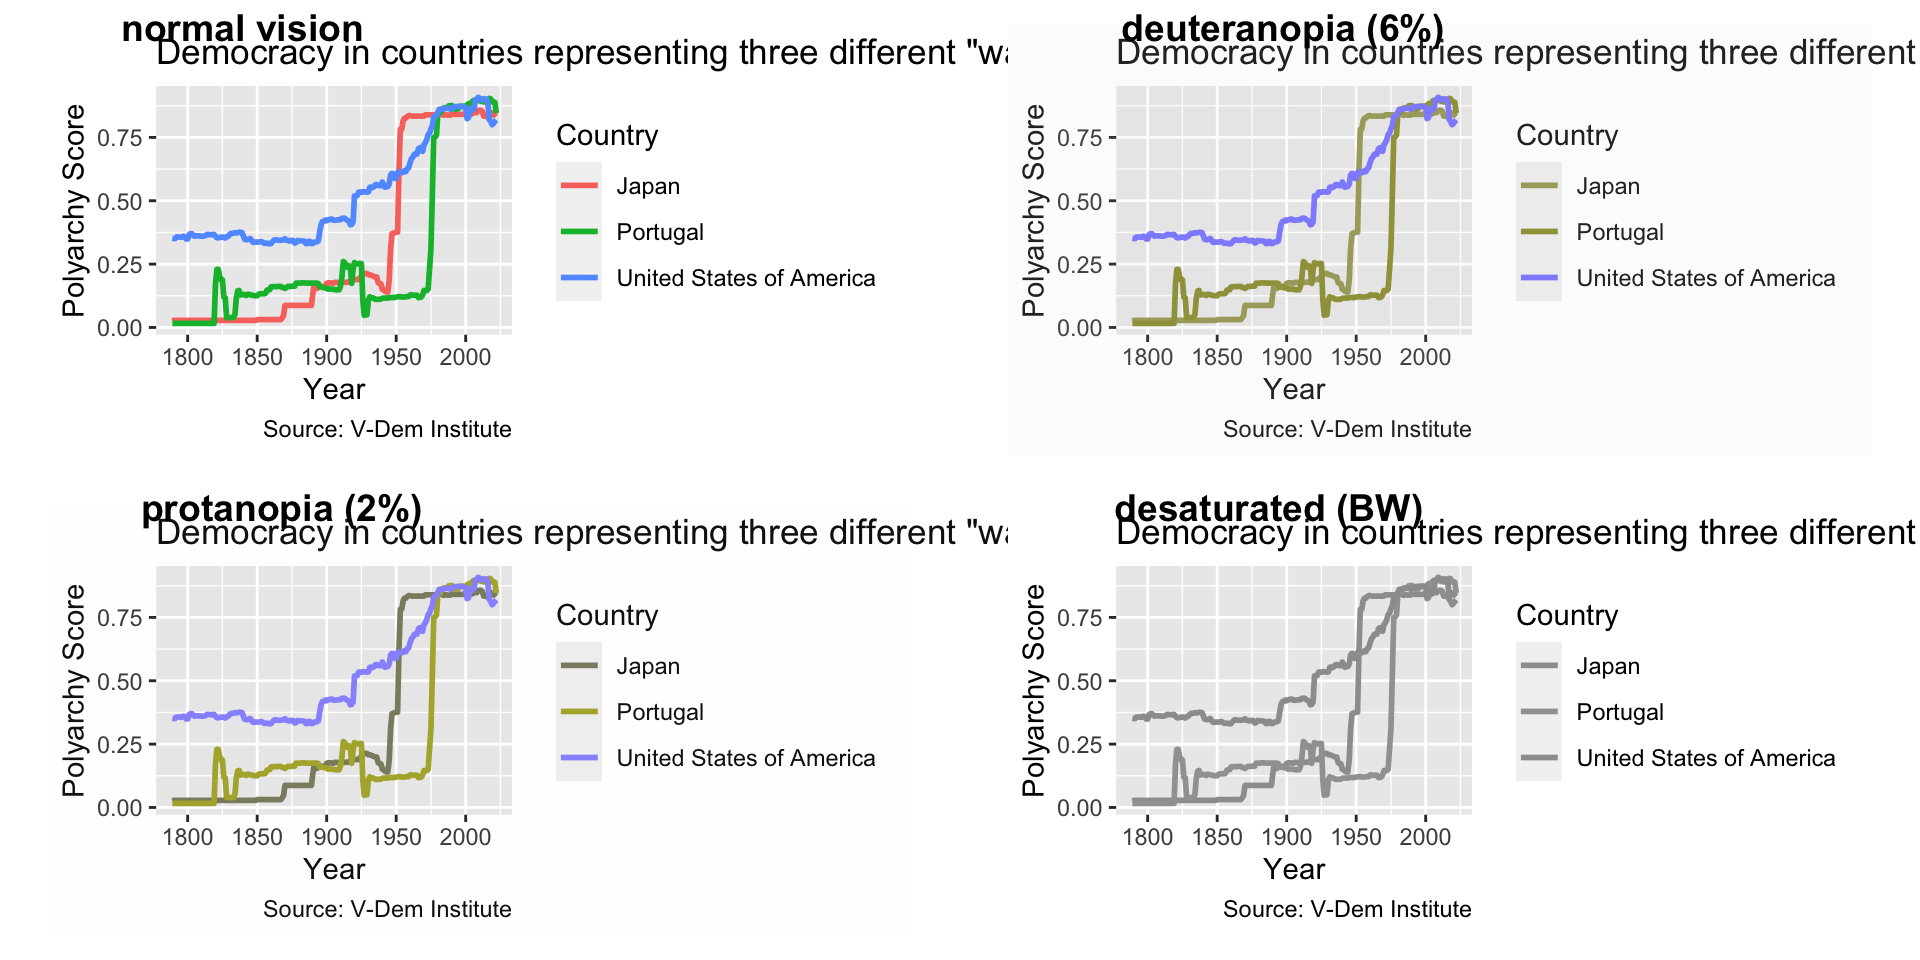 normal vision
Democracy in countries representing three different "wa
0.75
0.50
0.25
0.00
Polyarchy Score
1800 1850 1900 1950 2000
Year
Source: V-Dem Institute
Country
Japan
Portugal
United States of America
deuteranopia (6%)
Democracy in countries representing three different
0.75
0.50
0.25
0.00
Polyarchy Score
1800 1850 1900 1950 2000
Year
Source: V-Dem Institute
Country
Japan
Portugal
United States of America
protanopia (2%)
Democracy in countries representing three different "wa
0.75
0.50
0.25
0.00
Polyarchy Score
1800 1850 1900 1950 2000
Year
Source: V-Dem Institute
Country
Japan
Portugal
United States of America
desaturated (BW)
Democracy in countries representing three different
0.75
0.50
0.25
0.00
Polyarchy Score
1800 1850 1900 1950 2000
Year
Source: V-Dem Institute
Country
Japan
Portugal
United States of America